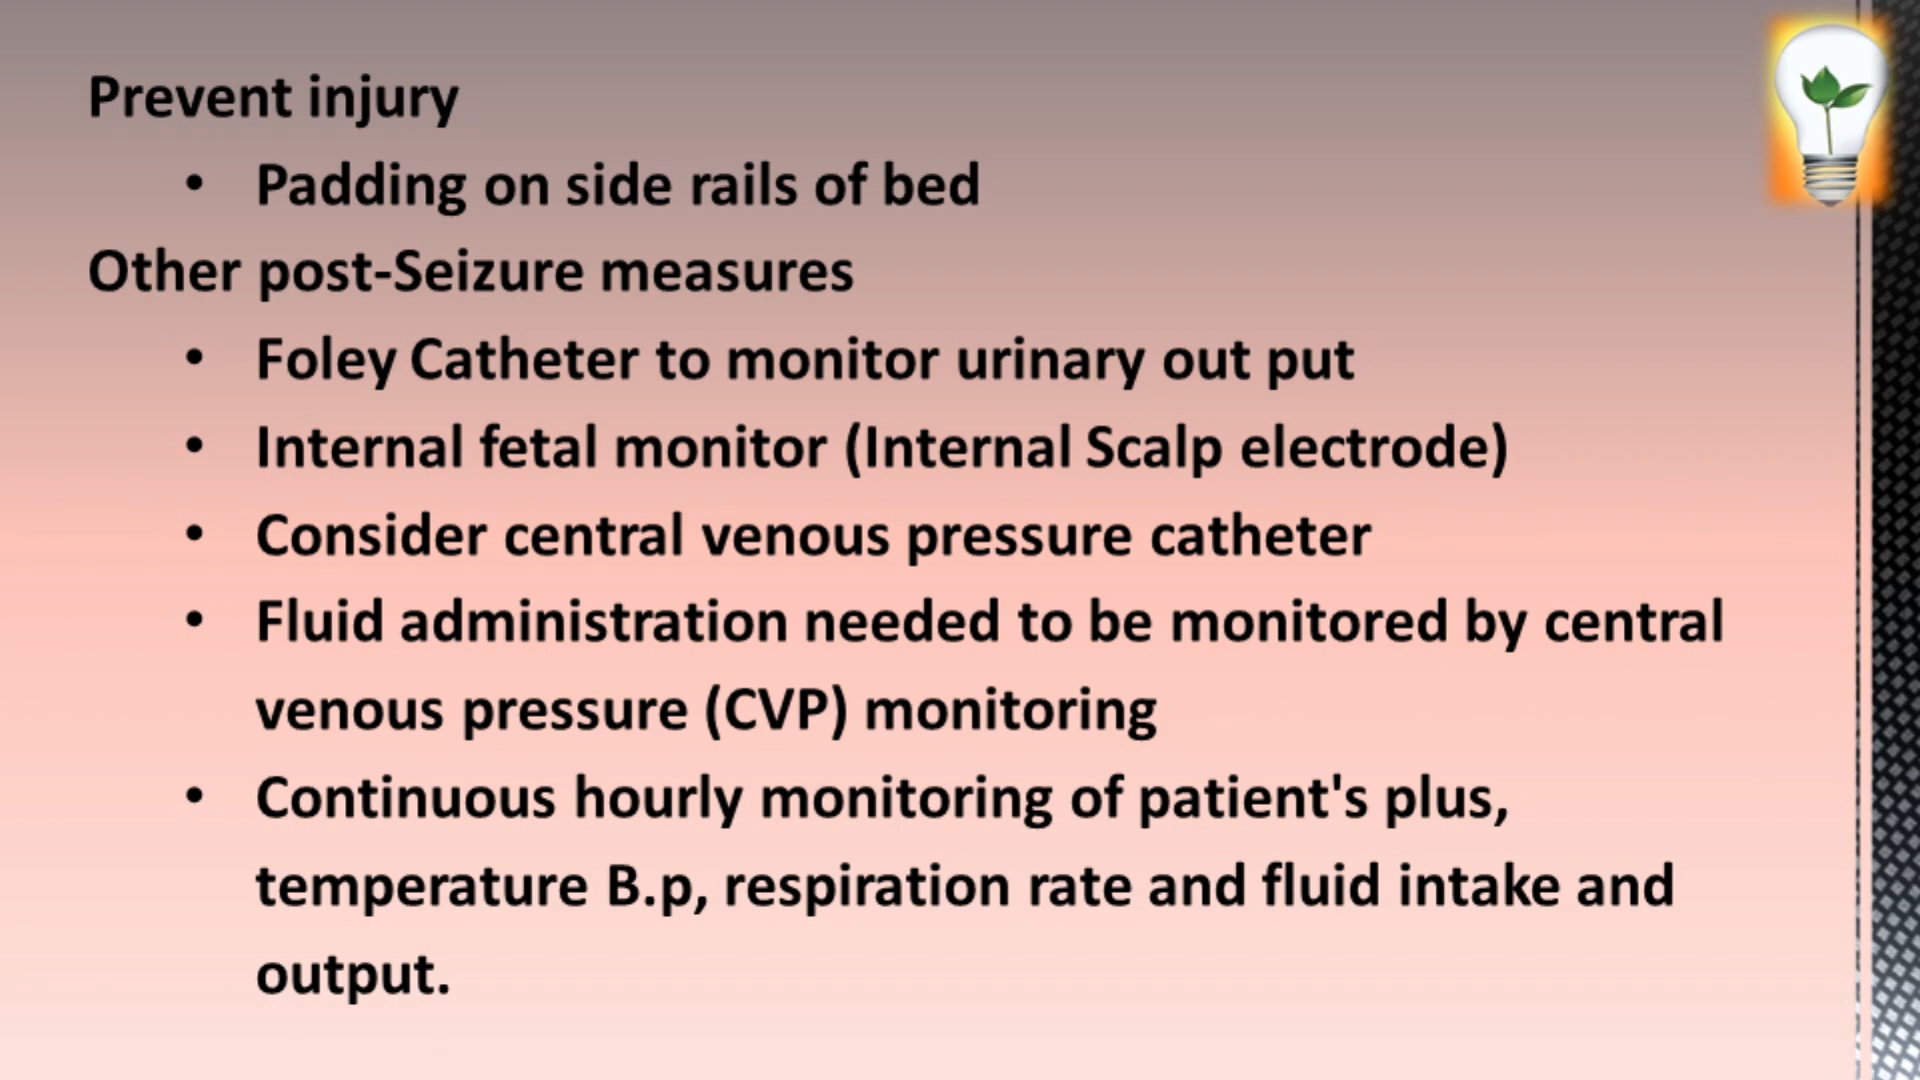 Prevent injury
• Padding on side rails of bed
Other post-Seizure measures
• Foley Catheter to monitor urinary out put
• Internal fetal monitor (Internal Scalp electrode)
• Consider central venous pressure catheter
• Fluid administration needed to be monitored by central
venous pressure (CVP) monitoring
• Continuous hourly monitoring of patient's plus,
temperature B.p, respiration rate and fluid intake and
output.